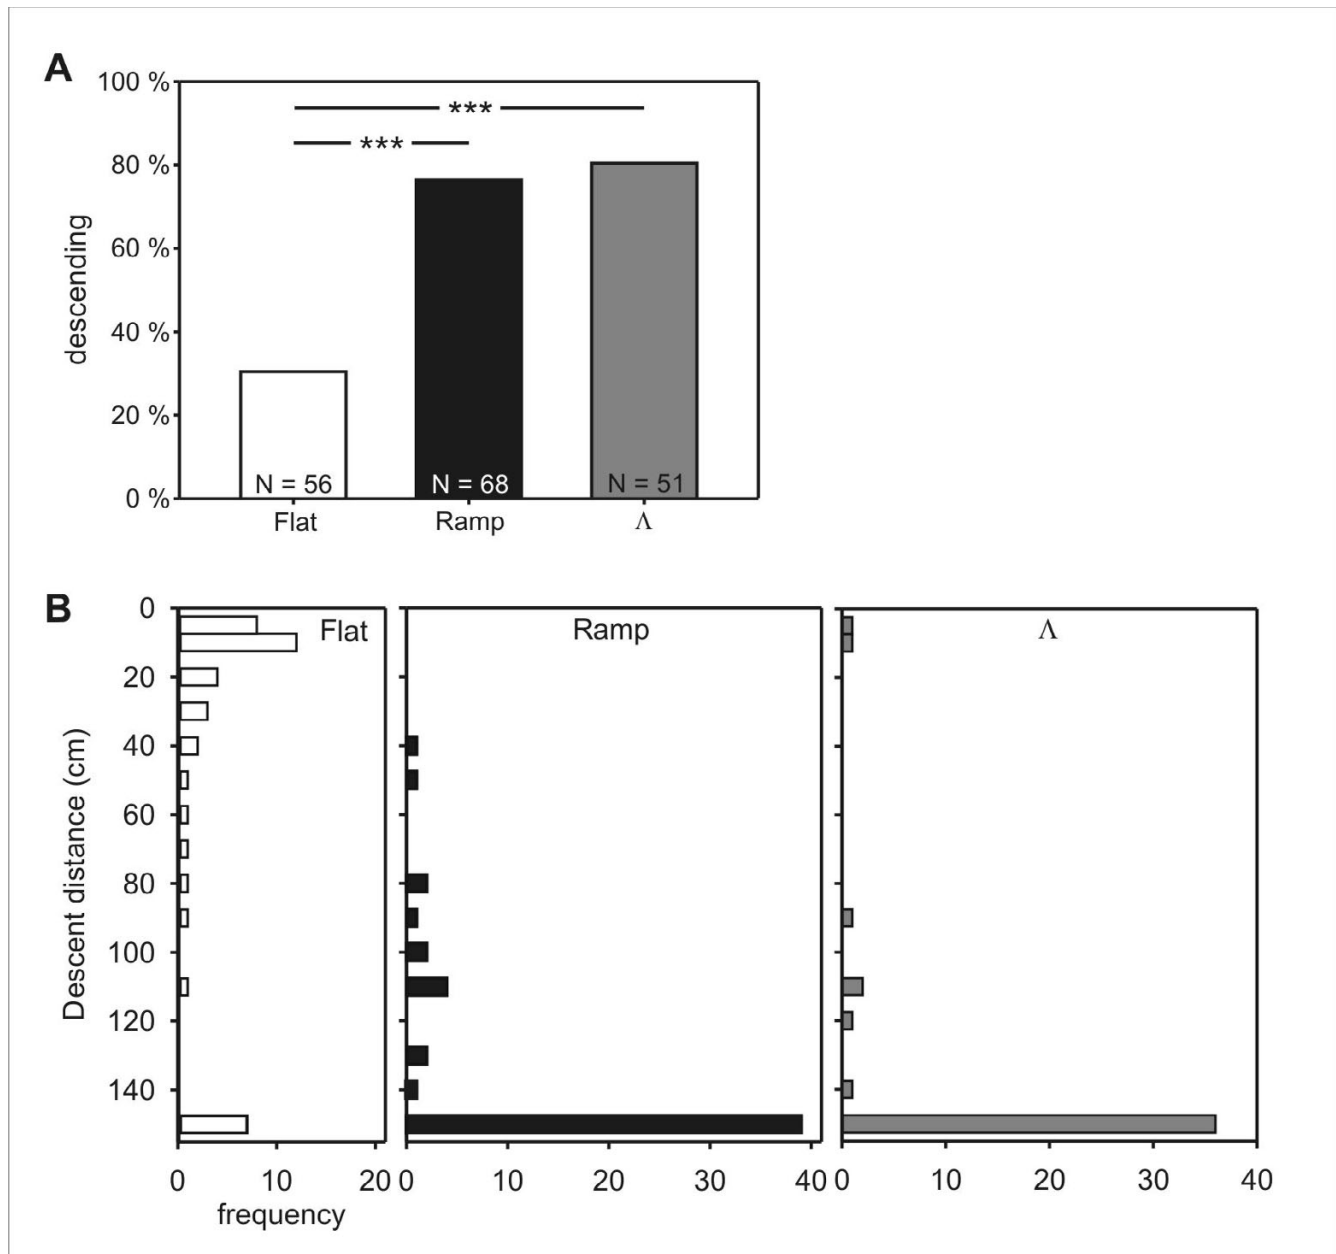 A
100 %
80 %
60 %
40 %
20 %
0 %
descending
***
***
N = 56
N = 68
N = 51
Flat
Ramp
Λ
B
0
20
40
60
80
100
120
140
Descent distance (cm)
Flat
Ramp
Λ
0 10 20 0 10 20 30 40 0 10 20 30 40
frequency